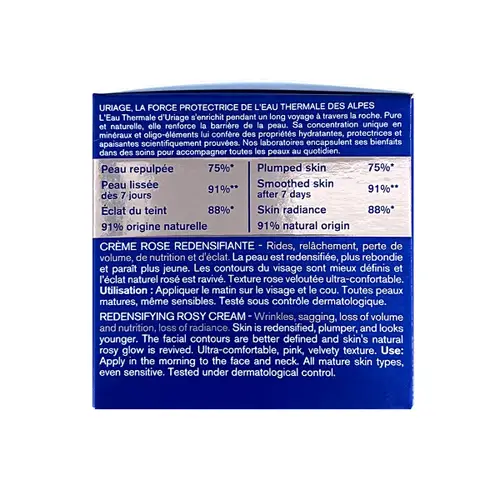 URIAGE, LA FORCE PROTECTRICE DE L'EAU THERMALE DES ALPES
L'Eau Thermale d'Uriage s'enrichit pendant un long voyage à travers la roche. Pure
et naturelle, elle renforce la barrière de la peau. Sa concentration unique en
minéraux et oligo-éléments lui confère des propriétés hydratantes, protectrices et
apaisantes scientifiquement prouvées. Nos laboratoires encapsulent ses bienfaits
dans des soins pour accompagner toutes les peaux au quotidien.
Peau repulpée 75%*
Peau lissée
dès 7 jours 91%**
Éclat du teint 88%*
91% origine naturelle
Plumped skin 75%*
Smoothed skin
after 7 days 91%**
Skin radiance 88%*
91% natural origin
CRÈME ROSE REDENSIFIANTE - Rides, relâchement, perte de
volume, de nutrition et d'éclat. La peau est redensifiée, plus rebondie
et paraît plus jeune. Les contours du visage sont mieux définis et
l'éclat naturel rosé est ravivé. Texture rose veloutée ultra-confortable.
Utilisation : Appliquer le matin sur le visage et le cou. Toutes peaux
matures, même sensibles. Testé sous contrôle dermatologique.
REDENSIFYING ROSY CREAM - Wrinkles, sagging, loss of volume
and nutrition, loss of radiance. Skin is redensified, plumper, and looks
younger. The facial contours are better defined and skin's natural
rosy glow is revived. Ultra-comfortable, pink, velvety texture. Use:
Apply in the morning to the face and neck. All mature skin types,
even sensitive. Tested under dermatological control.